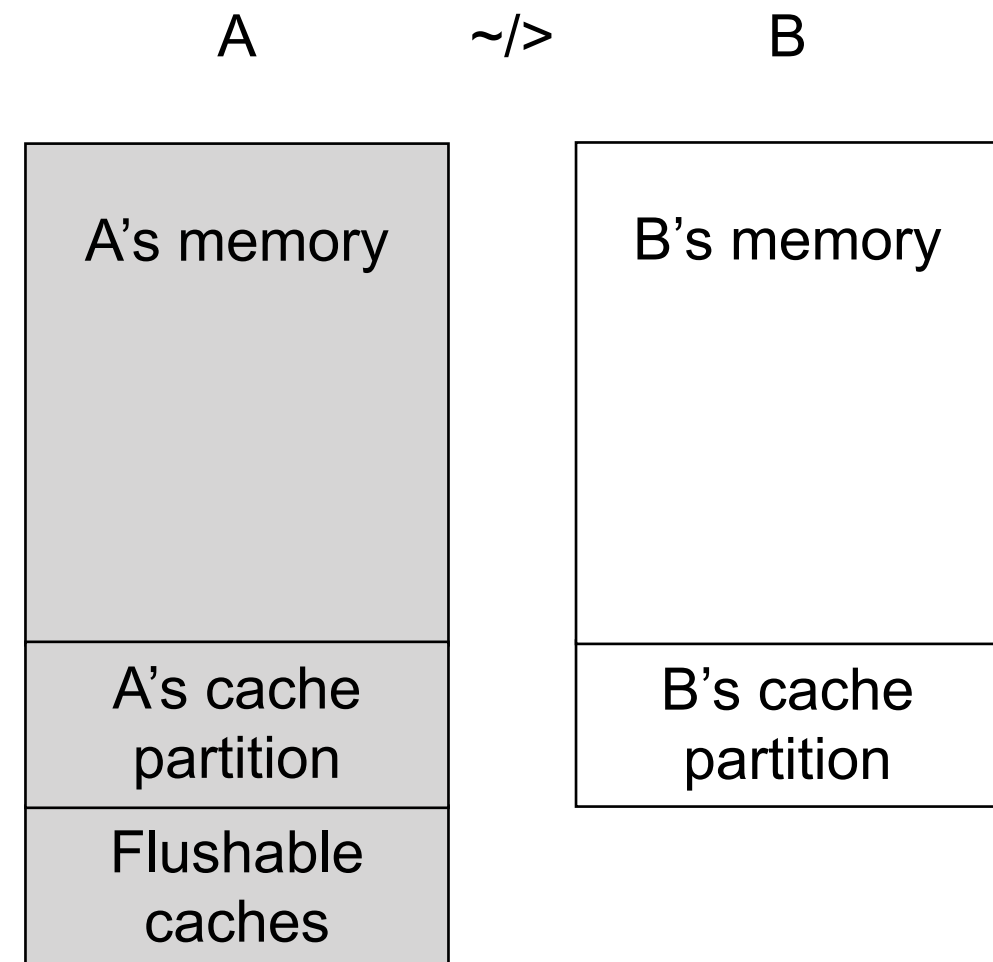 A ~/> B
A’s memory
B’s memory
A’s cache
partition
B’s cache
partition
Flushable
caches